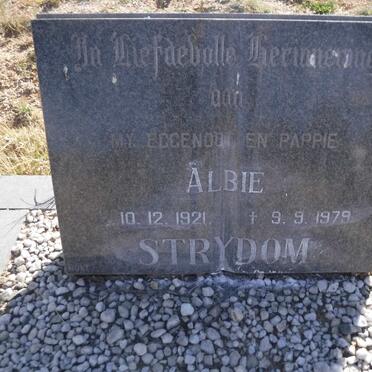 In Liefdevolle Herinnering
aan
MY EGGENOOT EN PAPPIE
ALBIE
10. 12. 1921. † 9. 9. 1979
STRYDOM